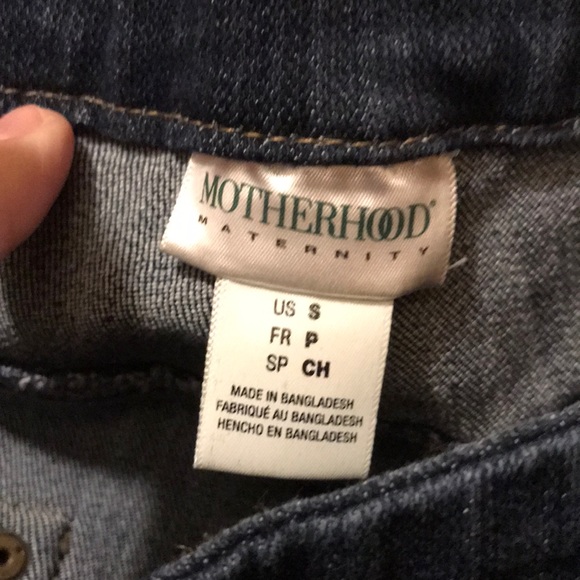 MOTHERHOOD®
MATERNITY
US S
FR P
SP CH
MADE IN BANGLADESH
FABRIQUÉ AU BANGLADESH
HENCHO EN BANGLADESH